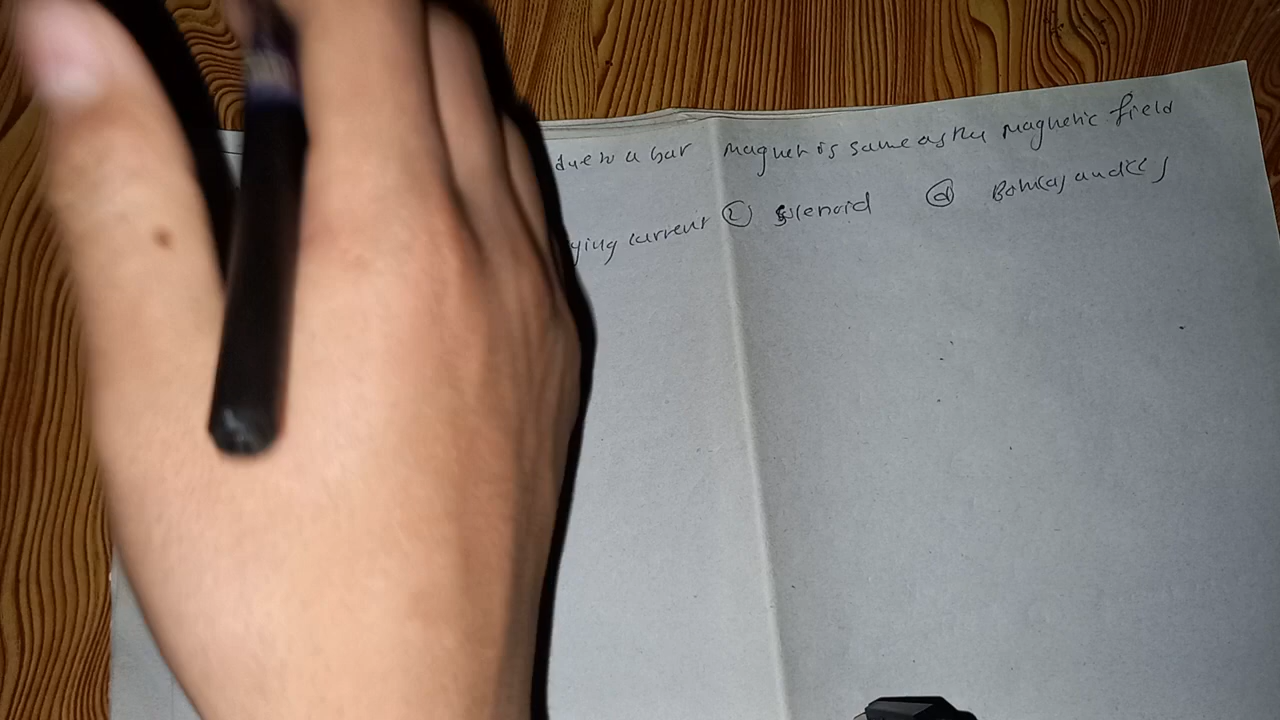 due to a bar magnet is same as the magnetic field
ying current (c) solenoid (d) Both(a) and(c)